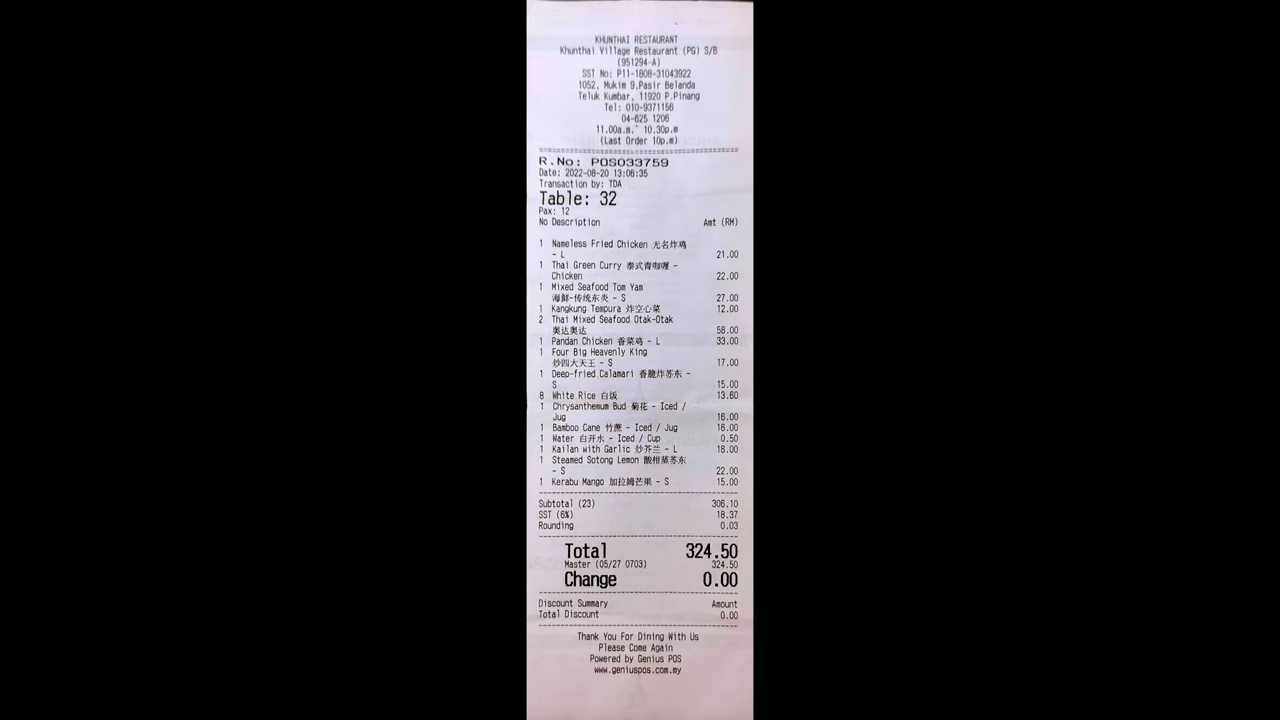 KHUNTHAI RESTAURANT
Khunthai Village Restaurant (PG) S/B
(951294-A)
SST No: P11-1808-31043922
1052, Mukim 9,Pasir Belanda
Teluk Kumbar, 11920 P.Pinang
Tel: 010-9371156
04-625 1206
11.00a.m.~ 10.30p.m
(Last Order 10p.m)
R.No: POS033759
Date: 2022-08-20 13:06:35
Transaction by: TDA
Table: 32
Pax: 12
No Description Amt (RM)
1 Nameless Fried Chicken 无名炸鸡
- L 21.00
1 Thai Green Curry 泰式青咖喱 -
Chicken 22.00
1 Mixed Seafood Tom Yam
海鲜-传统东炎 - S 27.00
1 Kangkung Tempura 炸空心菜 12.00
2 Thai Mixed Seafood Otak-Otak
奥达奥达 58.00
1 Pandan Chicken 香菜鸡 - L 33.00
1 Four Big Heavenly King
炒四大天王 - S 17.00
1 Deep-fried Calamari 香脆炸苏东 -
S 15.00
8 White Rice 白饭 13.60
1 Chrysanthemum Bud 菊花 - Iced /
Jug 16.00
1 Bamboo Cane 竹蔗 - Iced / Jug 16.00
1 Water 白开水 - Iced / Cup 0.50
1 Kailan with Garlic 炒芥兰 - L 18.00
1 Steamed Sotong Lemon 酸柑菜苏东
- S 22.00
1 Kerabu Mango 加拉姆芒果 - S 15.00
Subtotal (23) 306.10
SST (6%) 18.37
Rounding 0.03
Total 324.50
Master (05/27 0703) 324.50
Change 0.00
Discount Summary Amount
Total Discount 0.00
Thank You For Dining With Us
Please Come Again
Powered by Genius POS
www.geniuspos.com.my